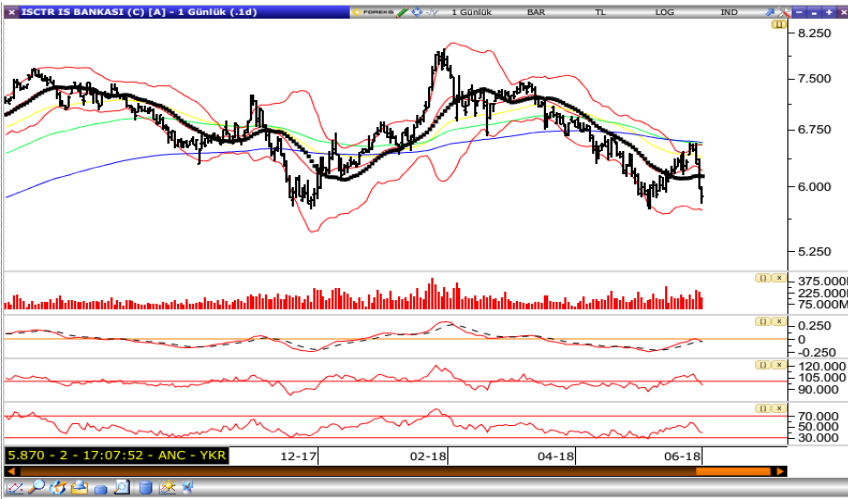 ISCTR IS BANKASI (C) [A] - 1 Günlük (.1d)
FOREKS
1 Günlük
BAR
TL
LOG
IND
8.250
7.500
6.750
6.000
5.250
375.000M
225.000M
75.000M
0.250
0
-0.250
120.000
105.000
90.000
70.000
50.000
30.000
5.870 - 2 - 17:07:52 - ANC - YKR
12-17
02-18
04-18
06-18